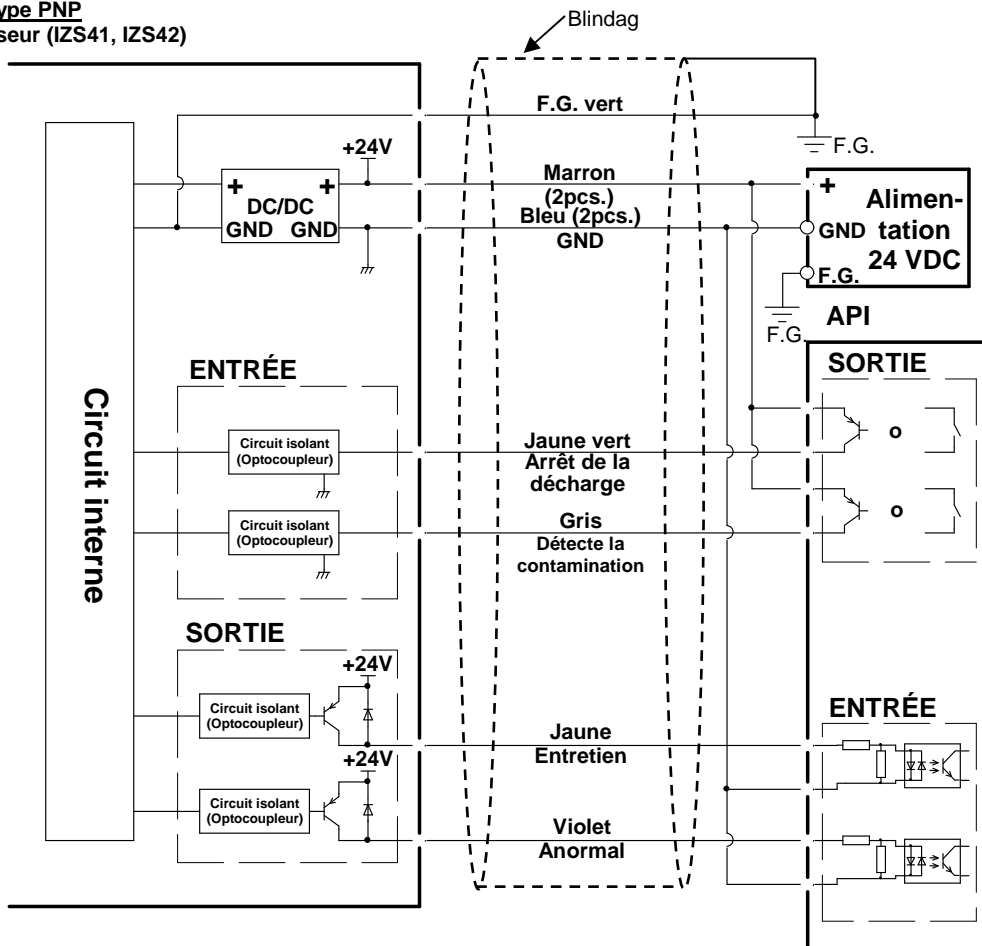 ype PNP
seur (IZS41, IZS42)
Blindag
F.G. vert
F.G.
+24V
Marron
(2pcs.)
Bleu (2pcs.)
GND
+ +
DC/DC
GND GND
+
Alimen-
GND tation
24 VDC
F.G.
F.G.
API
ENTRÉE
SORTIE
Circuit interne
Circuit isolant
(Optocoupleur)
Jaune vert
Arrêt de la
décharge
o
Circuit isolant
(Optocoupleur)
Gris
Détecte la
contamination
o
SORTIE
+24V
Circuit isolant
(Optocoupleur)
Jaune
Entretien
ENTRÉE
+24V
Circuit isolant
(Optocoupleur)
Violet
Anormal